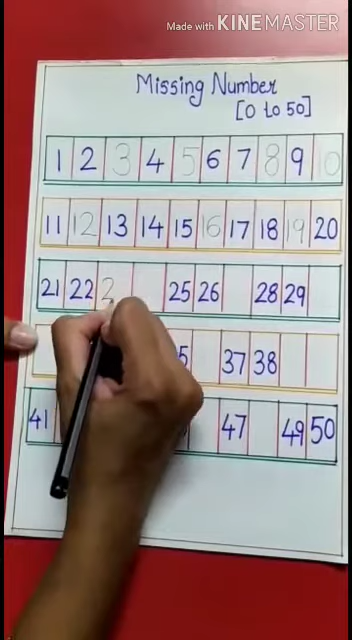 Made with KINEMASTER
Missing Number
[0 to 50]
1 2 3 4 5 6 7 8 9 10
11 12 13 14 15 16 17 18 19 20
21 22 2 25 26 28 29
5 37 38
41 47 49 50